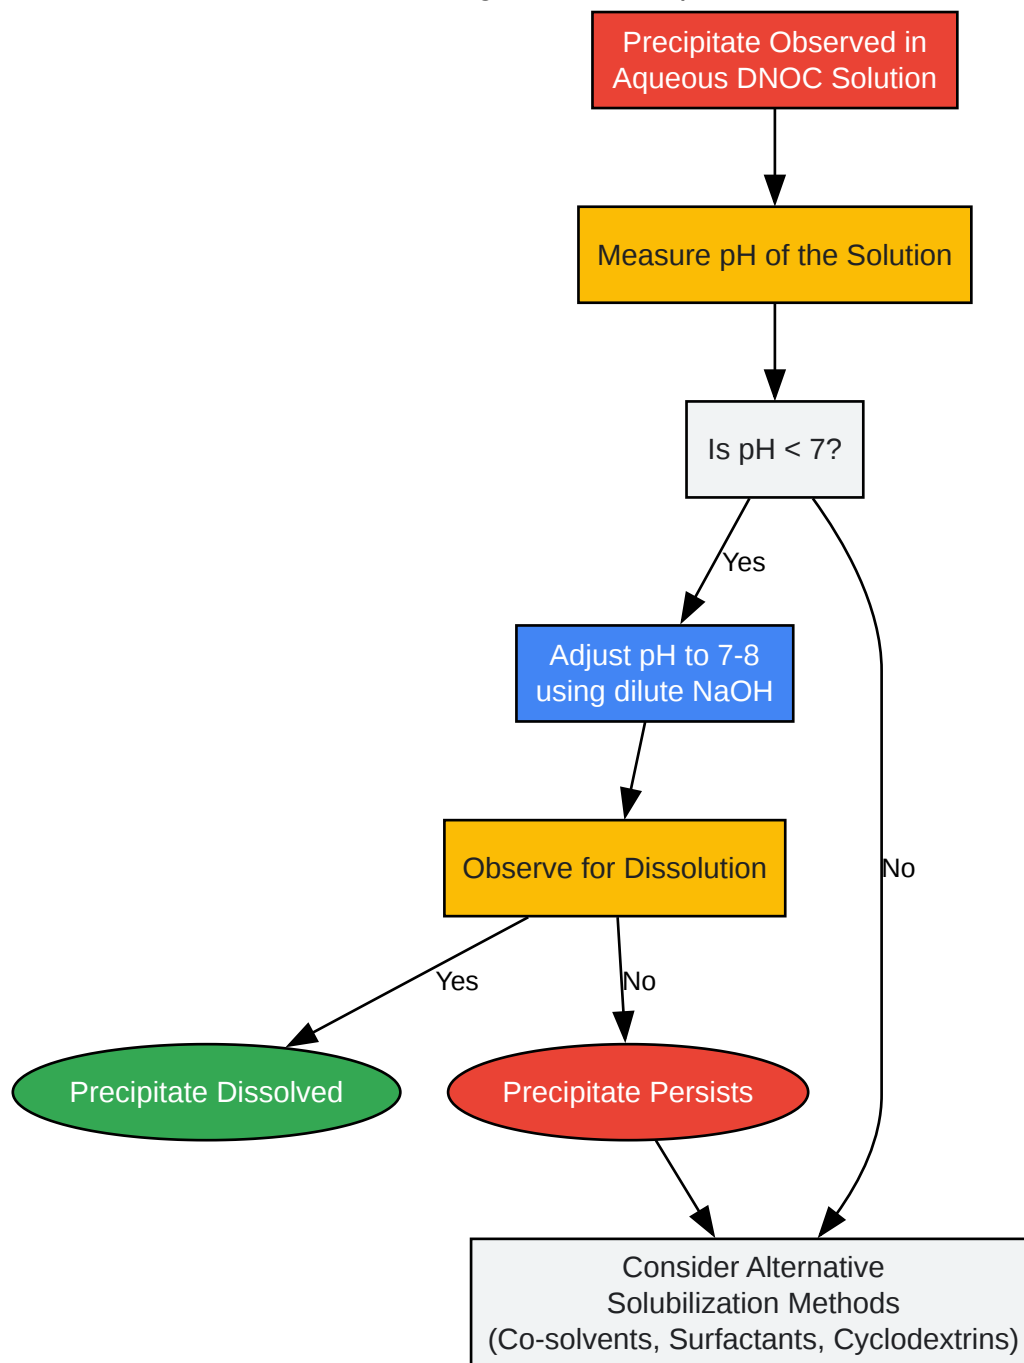 Precipitate Observed in
Aqueous DNOC Solution
Measure pH of the Solution
Is pH < 7?
Yes
Adjust pH to 7-8
using dilute NaOH
Observe for Dissolution
No
Yes
No
Precipitate Dissolved
Precipitate Persists
Consider Alternative
Solubilization Methods
(Co-solvents, Surfactants, Cyclodextrins)